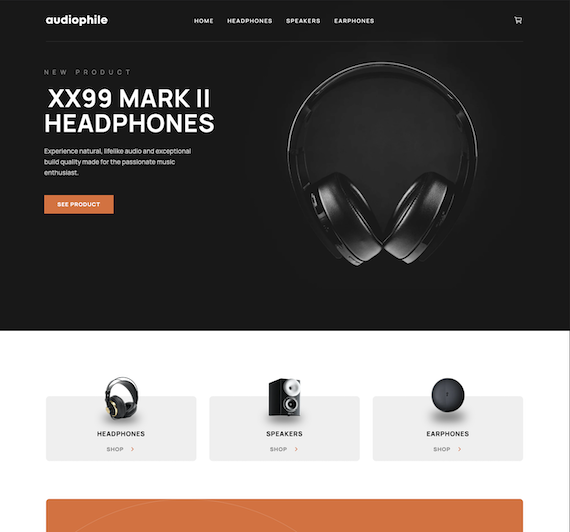 audiophile
HOME HEADPHONES SPEAKERS EARPHONES
NEW PRODUCT
XX99 MARK II
HEADPHONES
Experience natural, lifelike audio and exceptional
build quality made for the passionate music
enthusiast.
SEE PRODUCT
HEADPHONES
SHOP
SPEAKERS
SHOP
EARPHONES
SHOP